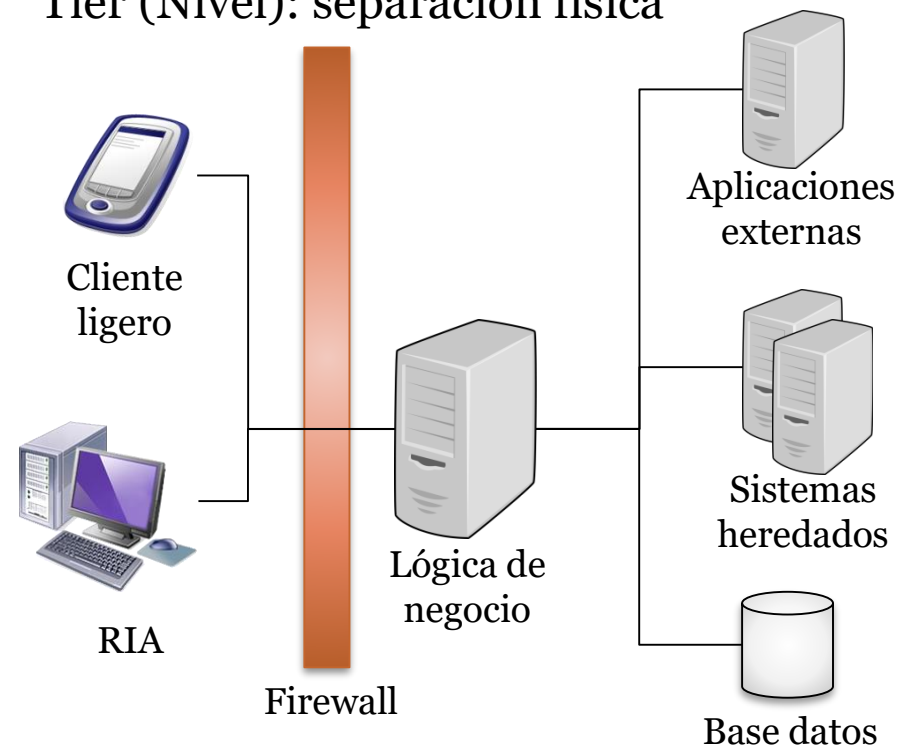 Tier (Nivel): separación física
Aplicaciones
externas
Cliente
ligero
Sistemas
heredados
Lógica de
negocio
RIA
Firewall
Base datos